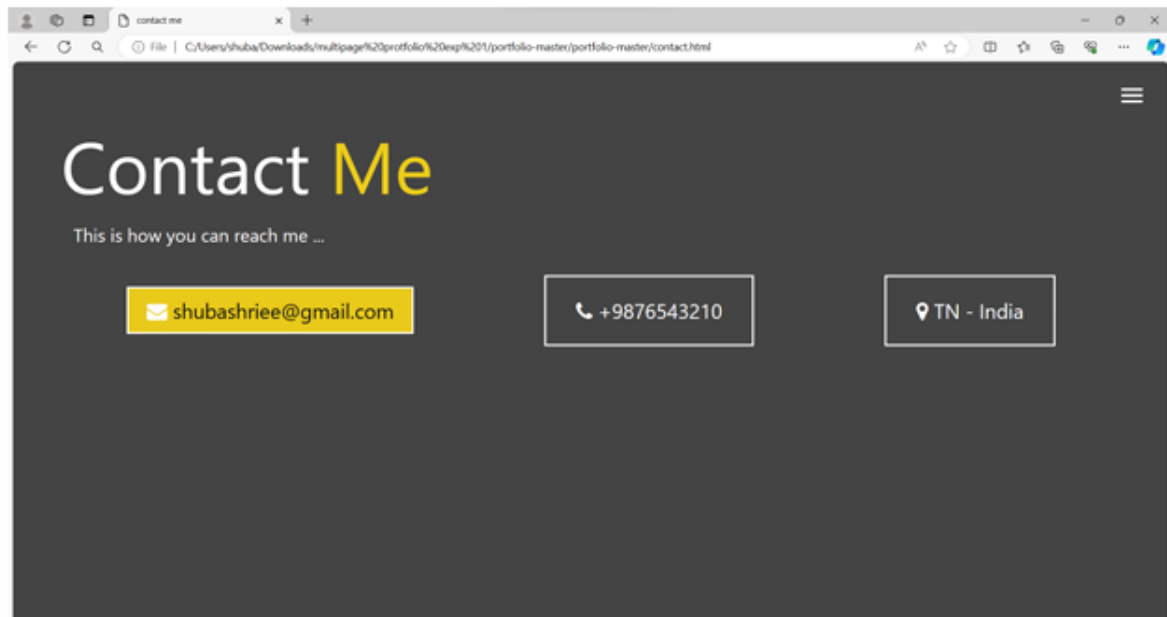 contact me
File | C:/Users/shuba/Downloads/multipage%20protfolio%20exp%201/portfolio-master/portfolio-master/contact.html
Contact Me
This is how you can reach me ...
shubashriee@gmail.com
+9876543210
TN - India